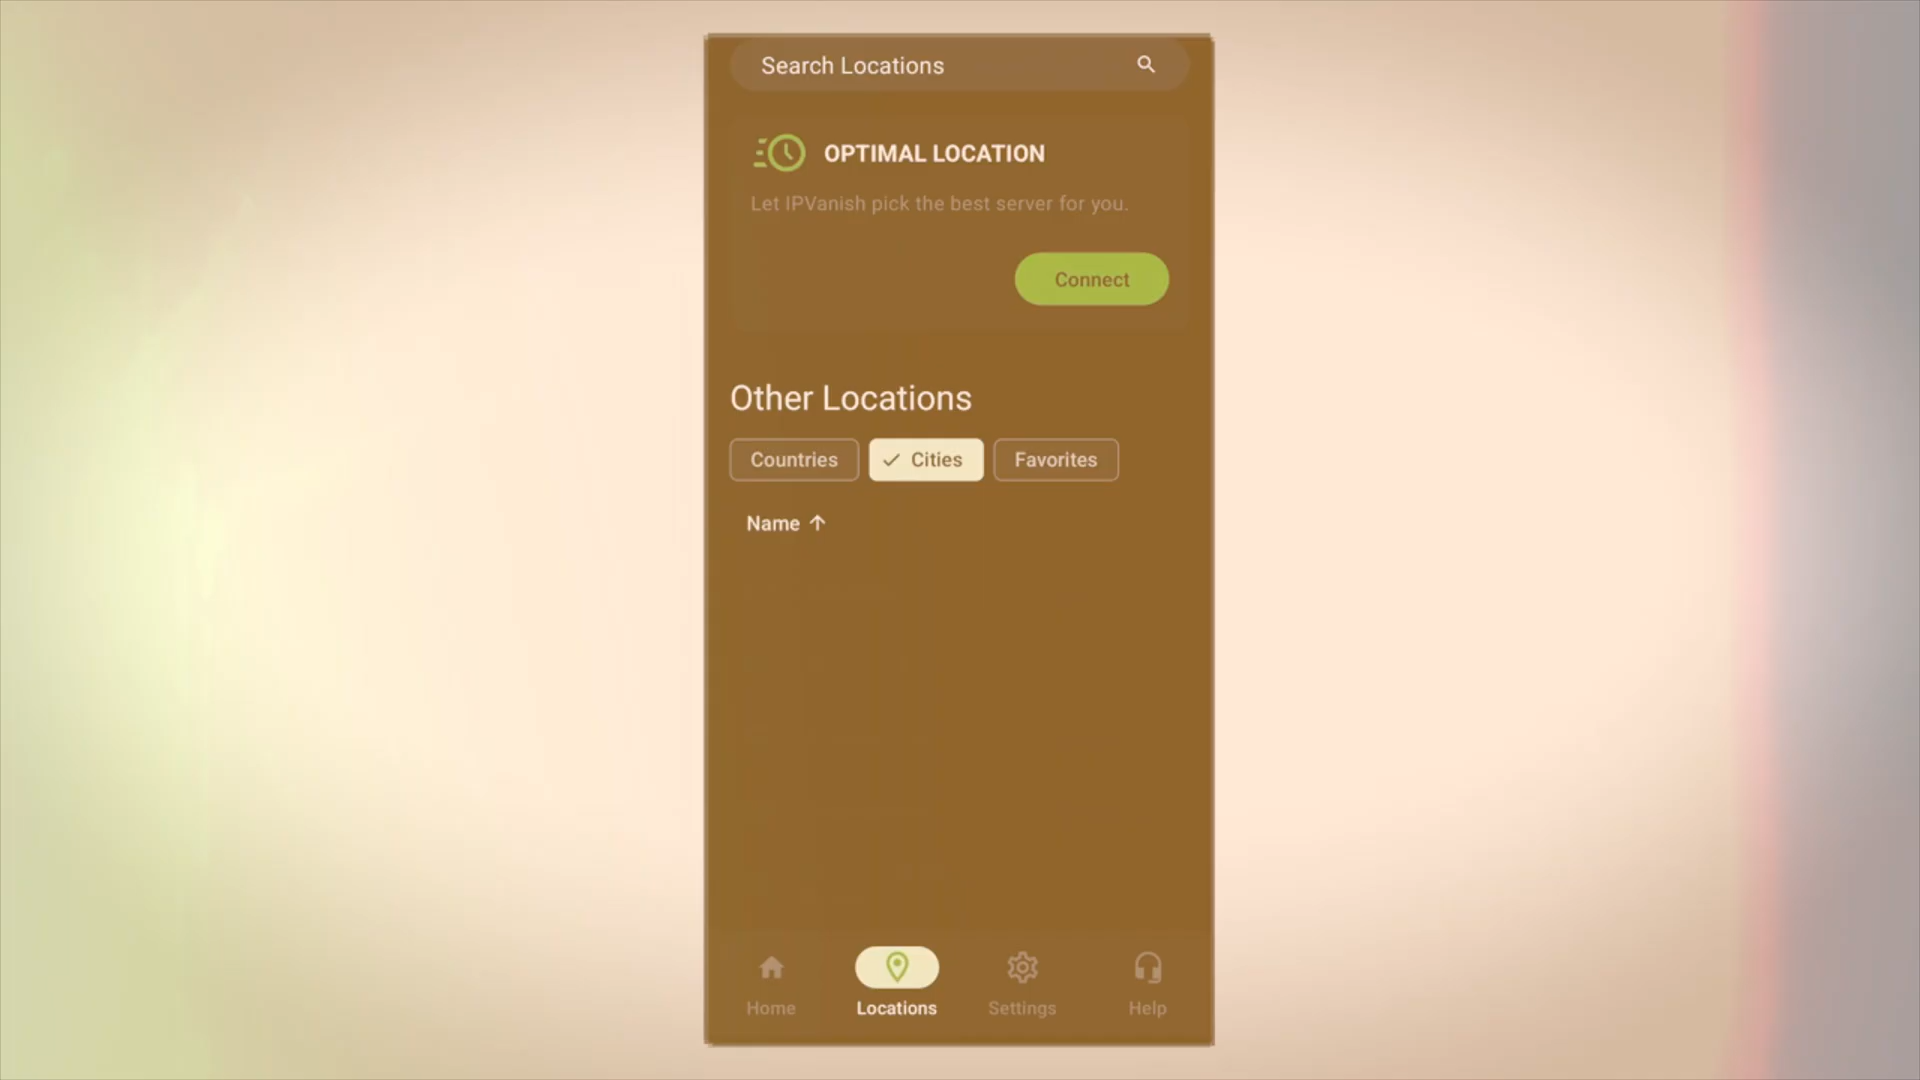 Search Locations
OPTIMAL LOCATION
Let IPVanish pick the best server for you.
Connect
Other Locations
Countries
Cities
Favorites
Name
Home
Locations
Settings
Help